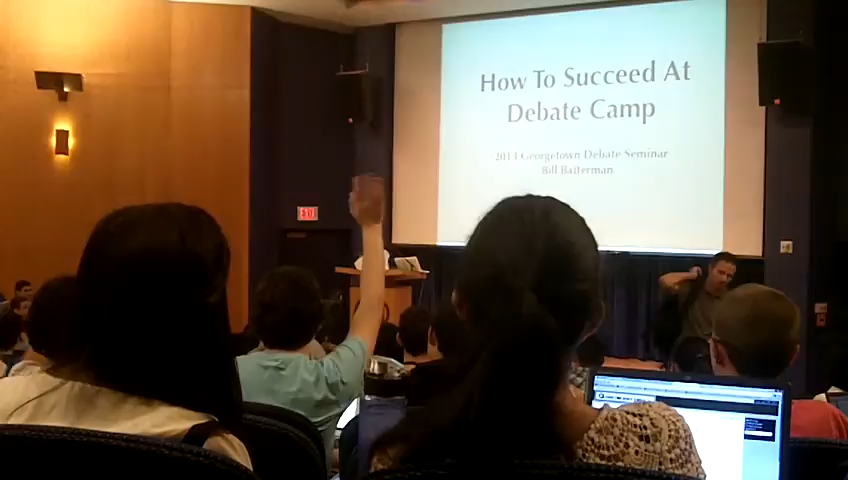 How To Succeed At
Debate Camp
2013 Georgetown Debate Seminar
Bill Batterman
EXIT